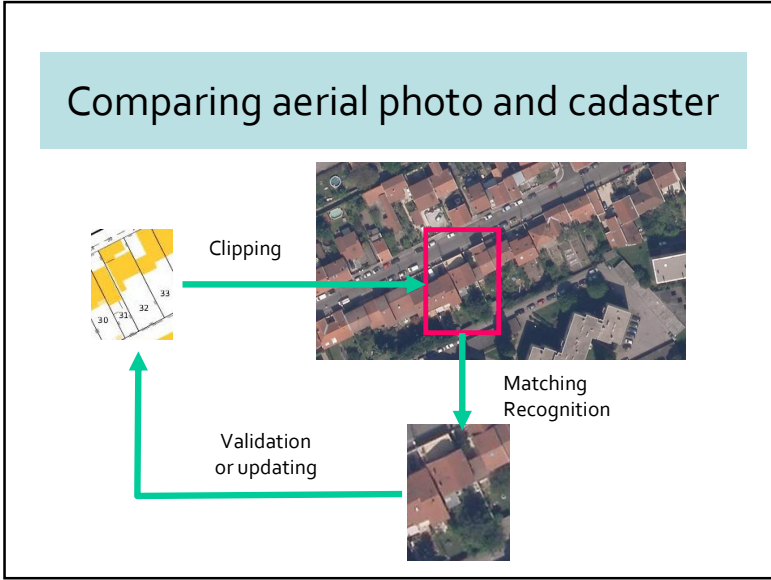 Comparing aerial photo and cadaster
Clipping
33
32
31
30
Matching
Recognition
Validation
or updating